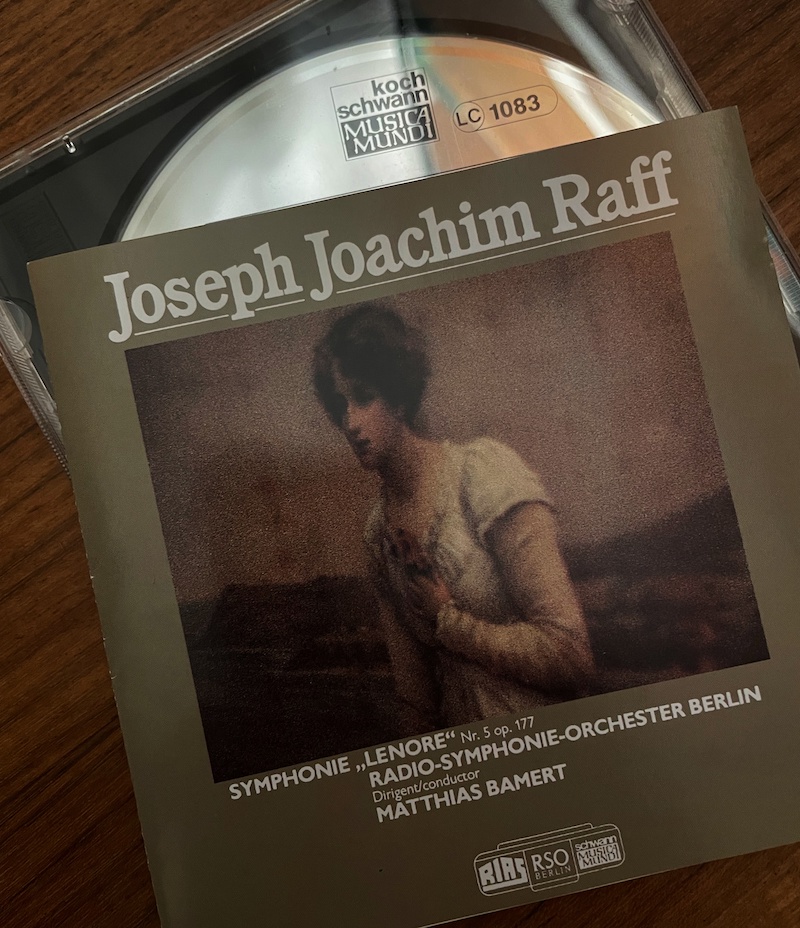 koch
schwann
MUSICA
MUNDI
LC 1083
Joseph Joachim Raff
SYMPHONIE „LENORE“ Nr. 5 op. 177
RADIO-SYMPHONIE-ORCHESTER BERLIN
Dirigent/conductor
MATTHIAS BAMERT
RIAS
RSO
BERLIN
schwann
MUSICA
MUNDI